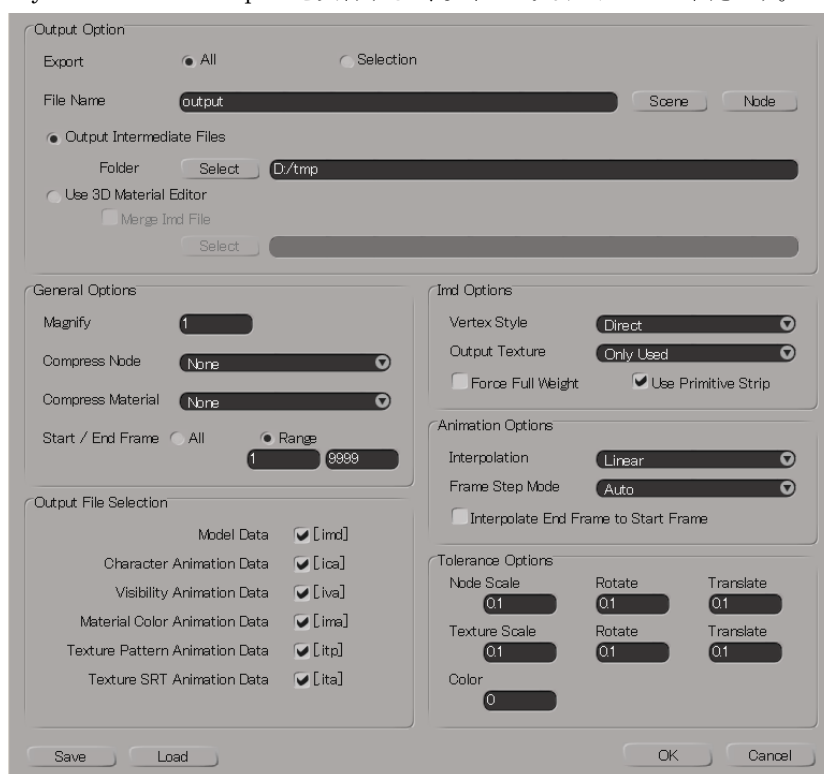 Output Option
Export All Selection
File Name output Scene Node
Output Intermediate Files
Folder Select D:/tmp
Use 3D Material Editor
Merge Imd File
Select
General Options
Magnify 1
Compress Node None
Compress Material None
Start / End Frame All Range
1 9999
Output File Selection
Model Data [imd]
Character Animation Data [ica]
Visibility Animation Data [iva]
Material Color Animation Data [ima]
Texture Pattern Animation Data [itp]
Texture SRT Animation Data [ita]
Imd Options
Vertex Style Direct
Output Texture Only Used
Force Full Weight Use Primitive Strip
Animation Options
Interpolation Linear
Frame Step Mode Auto
Interpolate End Frame to Start Frame
Tolerance Options
Node Scale Rotate Translate
0.1 0.1 0.1
Texture Scale Rotate Translate
0.1 0.1 0.1
Color
0
Save Load OK Cancel